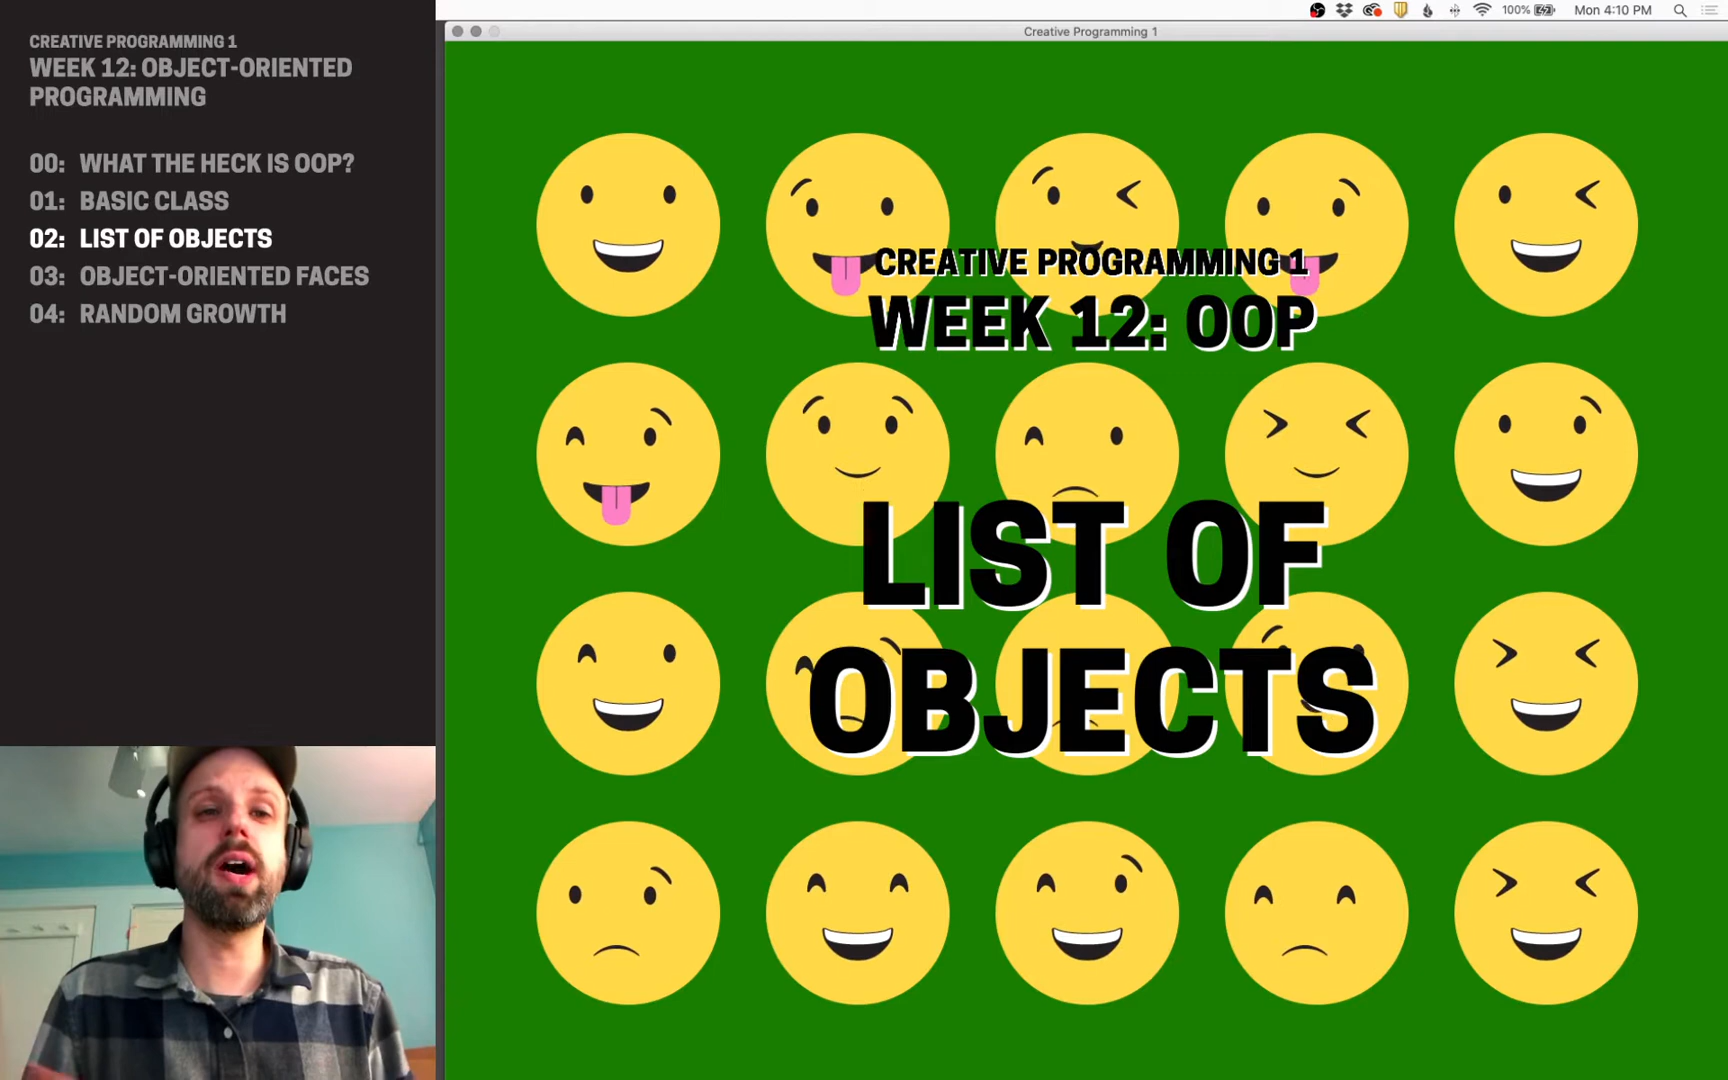 CREATIVE PROGRAMMING 1
WEEK 12: OBJECT-ORIENTED
PROGRAMMING
00: WHAT THE HECK IS OOP?
01: BASIC CLASS
02: LIST OF OBJECTS
03: OBJECT-ORIENTED FACES
04: RANDOM GROWTH
100%
Mon 4:10 PM
Creative Programming 1
CREATIVE PROGRAMMING 1
WEEK 12: OOP
LIST OF
OBJECTS